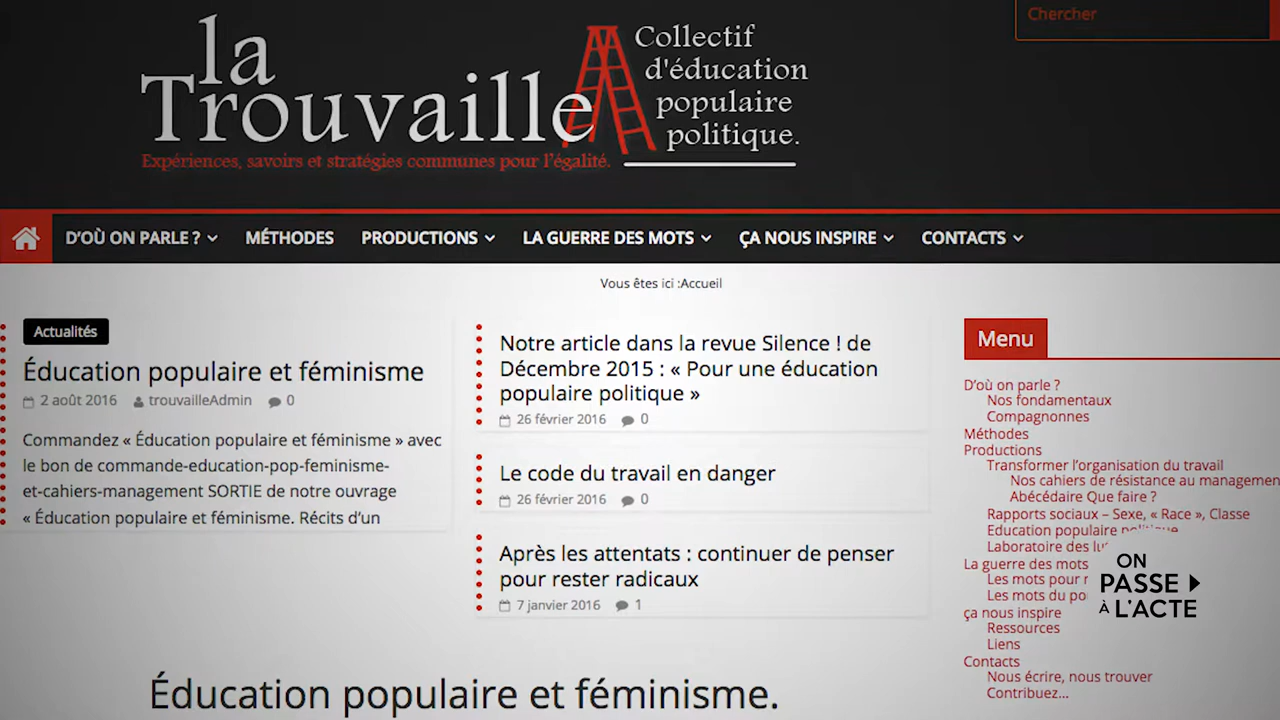 Chercher
la
Trouvaille
Collectif
d'éducation
populaire
politique.
Expériences, savoirs et stratégies communes pour l'égalité.
D'OÙ ON PARLE ? MÉTHODES PRODUCTIONS LA GUERRE DES MOTS ÇA NOUS INSPIRE CONTACTS
Vous êtes ici :Accueil
Actualités
Éducation populaire et féminisme
2 août 2016 trouvailleAdmin 0
Commandez « Éducation populaire et féminisme » avec
le bon de commande-education-pop-feminisme-
et-cahiers-management SORTIE de notre ouvrage
« Éducation populaire et féminisme. Récits d'un
Notre article dans la revue Silence ! de
Décembre 2015 : « Pour une éducation
populaire politique »
26 février 2016 0
Le code du travail en danger
26 février 2016 0
Après les attentats : continuer de penser
pour rester radicaux
7 janvier 2016 1
Menu
D'où on parle ?
Nos fondamentaux
Compagnonnes
Méthodes
Productions
Transformer l'organisation du travail
Nos cahiers de résistance au managemen
Abécédaire Que faire ?
Rapports sociaux – Sexe, « Race », Classe
Education populaire politique
Laboratoire des
La guerre des mots
Les mots pour
Les mots du
ça nous inspire
Ressources
Liens
Contacts
Nous écrire, nous trouver
Contribuez...
ON
PASSE
À L'ACTE
Éducation populaire et féminisme.